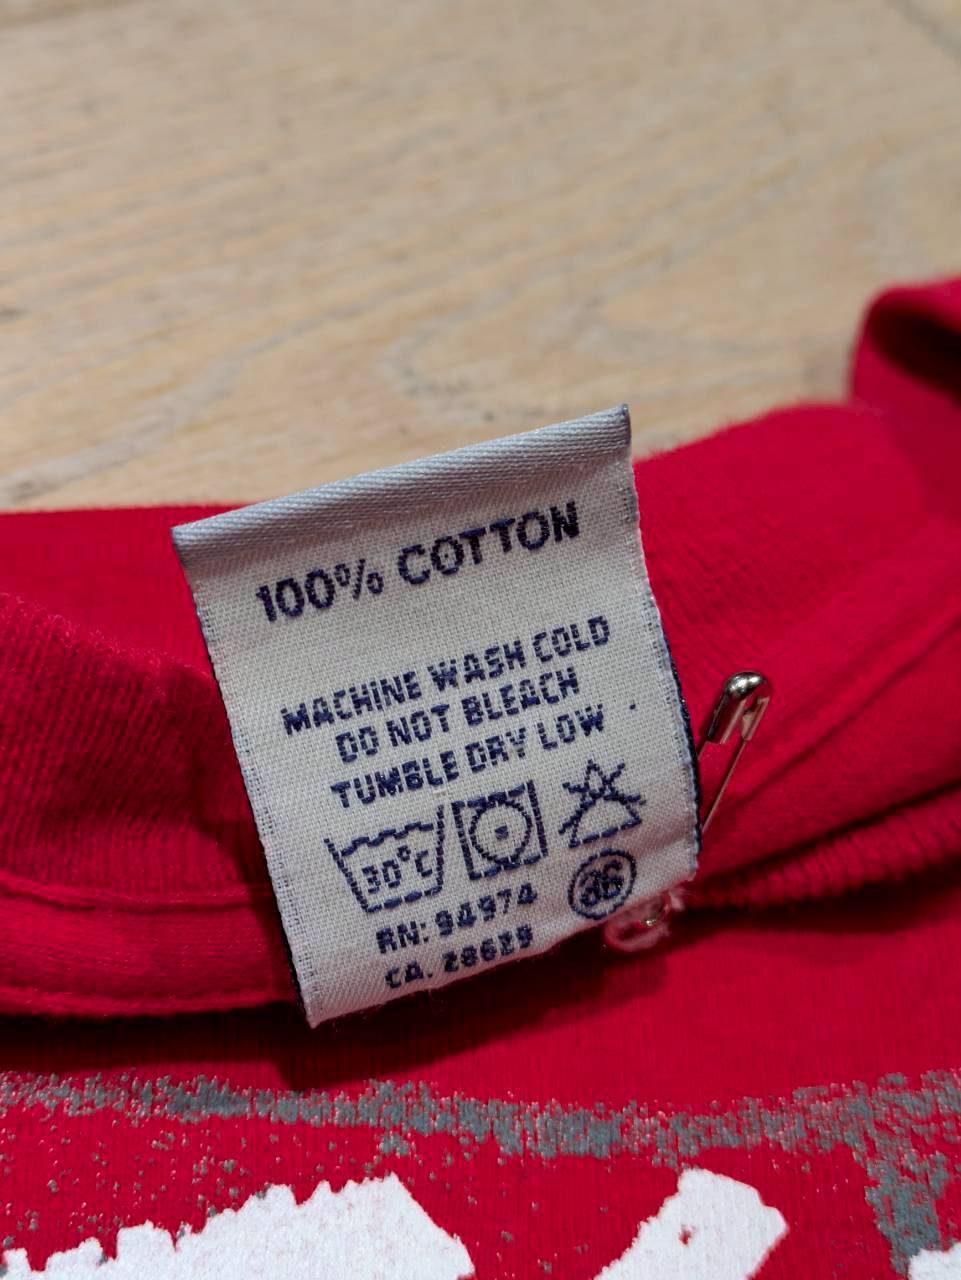 100% COTTON
MACHINE WASH COLD
DO NOT BLEACH
TUMBLE DRY LOW
30°C
RN: 94974
CA. 28629